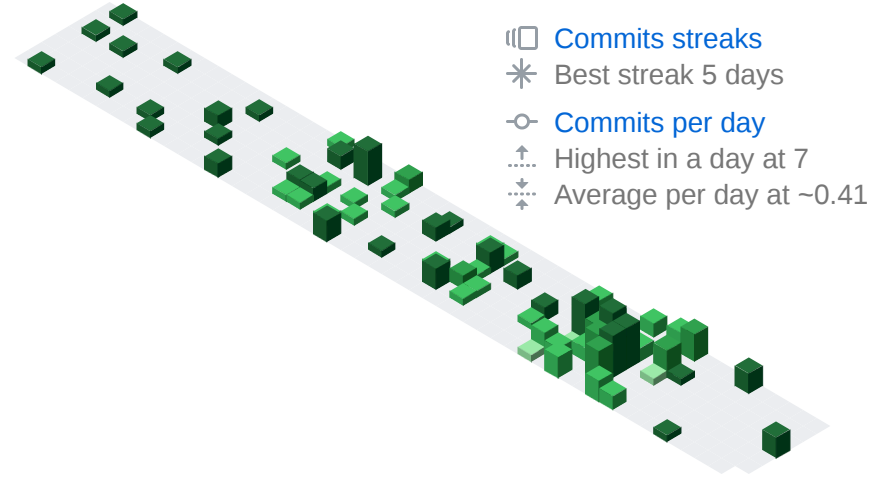 Commits streaks
Best streak 5 days
Commits per day
Highest in a day at 7
Average per day at ~0.41